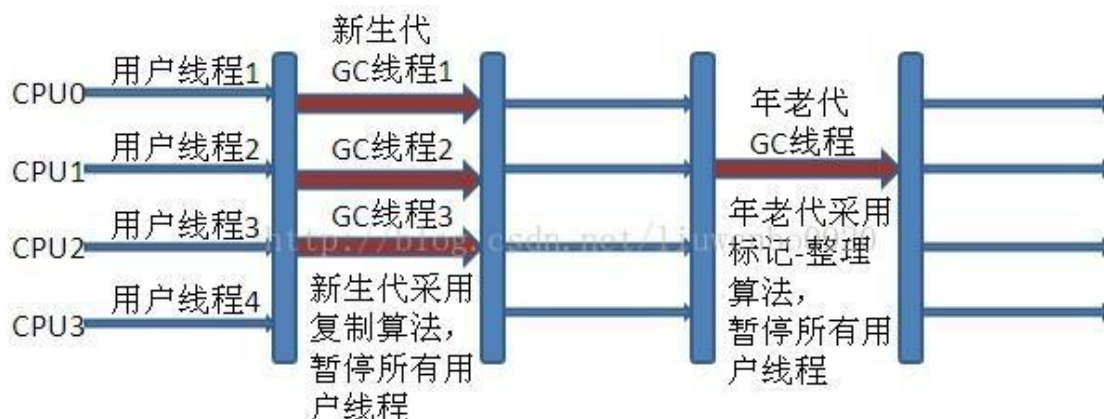 CPU0
用户线程1
CPU1
用户线程2
CPU2
用户线程3
CPU3
用户线程4
新生代
GC线程1
GC线程2
GC线程3
新生代采用
复制算法，
暂停所有用
户线程
年老代
GC线程
年老代采用
标记-整理
算法，
暂停所有用
户线程